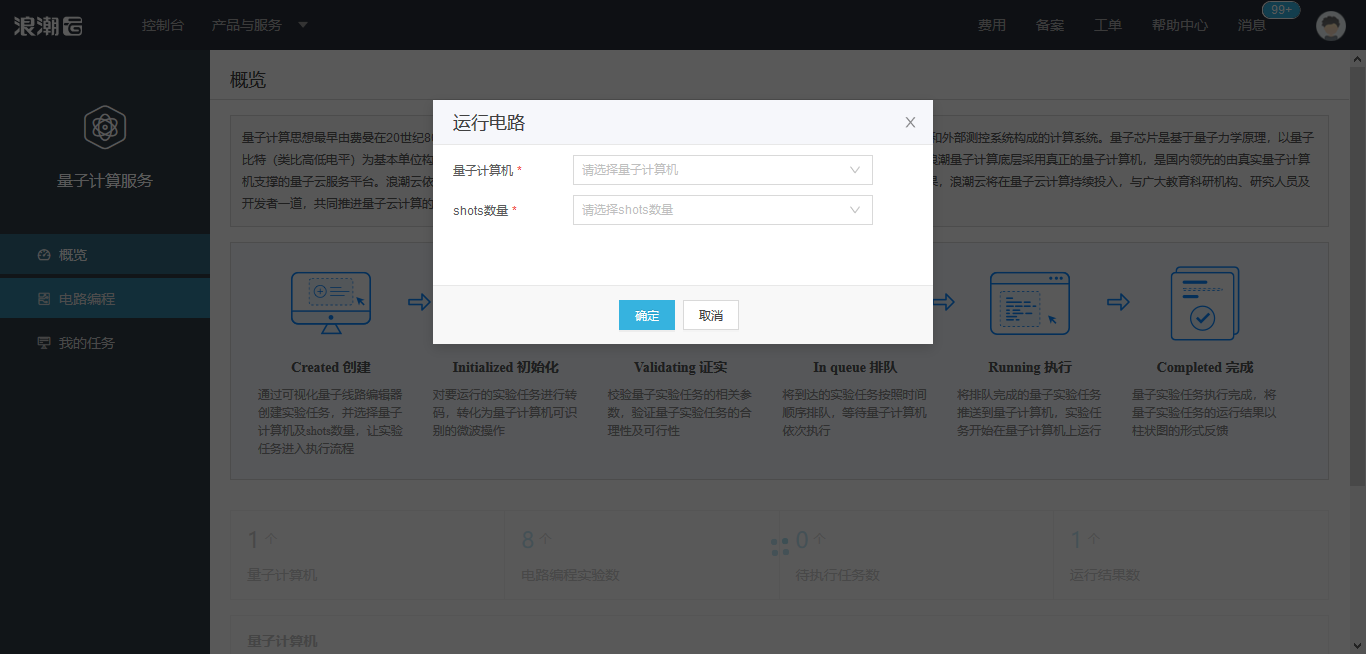 浪潮云
控制台
产品与服务
费用
备案
工单
帮助中心
消息
99+
量子计算服务
概览
电路编程
我的任务
概览
量子计算思想最早由费曼在20世纪8
和外部测控系统构成的计算系统。量子芯片是基于量子力学原理，以量子
比特（类比高低电平）为基本单位构
浪潮量子计算底层采用真正的量子计算机，是国内领先的由真实量子计算
机支撑的量子云服务平台。浪潮云依
浪潮云将在量子云计算持续投入，与广大教育科研机构、研究人员及
开发者一道，共同推进量子云计算的
运行电路
量子计算机 *
请选择量子计算机
shots数量 *
请选择shots数量
确定
取消
Created 创建
通过可视化量子线路编辑器
创建实验任务，并选择量子
计算机及shots数量，让实验
任务进入执行流程
Initialized 初始化
对要运行的实验任务进行转
码，转化为量子计算机可识
别的微波操作
Validating 证实
校验量子实验任务的相关参
数，验证量子实验任务的合
理性及可行性
In queue 排队
将到达的实验任务按照时间
顺序排队，等待量子计算机
依次执行
Running 执行
将排队完成的量子实验任务
推送到量子计算机，实验任
务开始在量子计算机上运行
Completed 完成
量子实验任务执行完成，将
量子实验任务的运行结果以
柱状图的形式反馈
1 个
量子计算机
8 个
电路编程实验数
0 个
待执行任务数
1 个
运行结果数
量子计算机